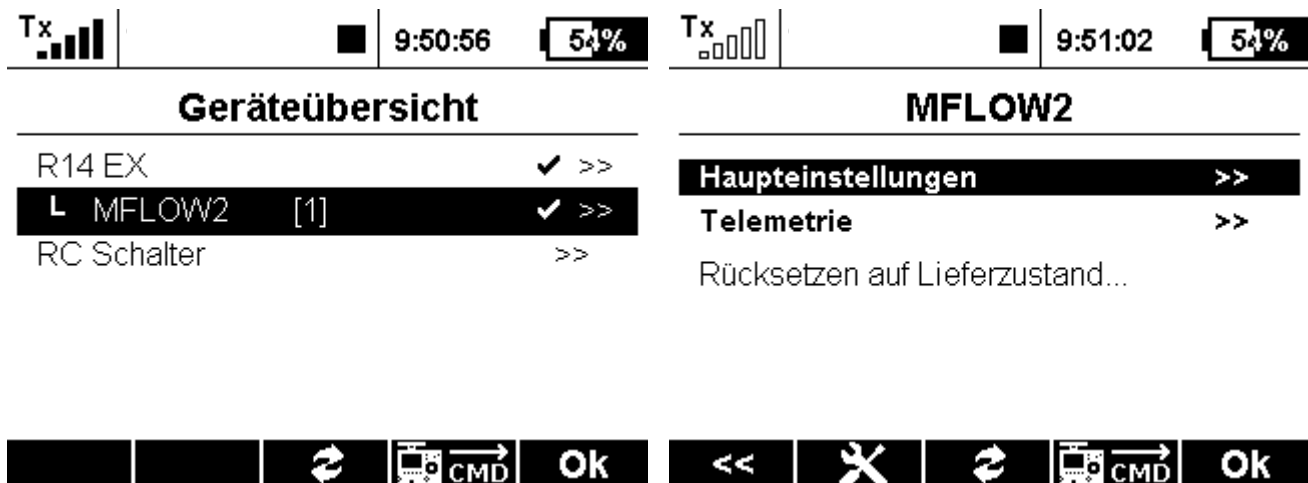 Tx 9:50:56 54%
Geräteübersicht
R14 EX ✔ >>
┗ MFLOW2 [1] ✔ >>
RC Schalter >>
CMD Ok
Tx 9:51:02 54%
MFLOW2
Haupteinstellungen >>
Telemetrie >>
Rücksetzen auf Lieferzustand...
<< CMD Ok